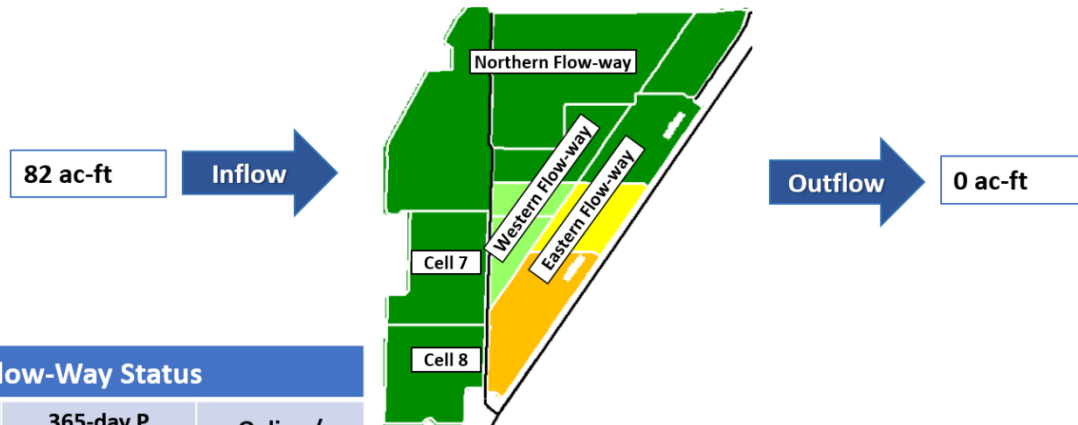 Northern Flow-way
82 ac-ft
Inflow
Western Flow-way
Eastern Flow-way
Outflow
0 ac-ft
Cell 7
Cell 8
low-Way Status
365-day P